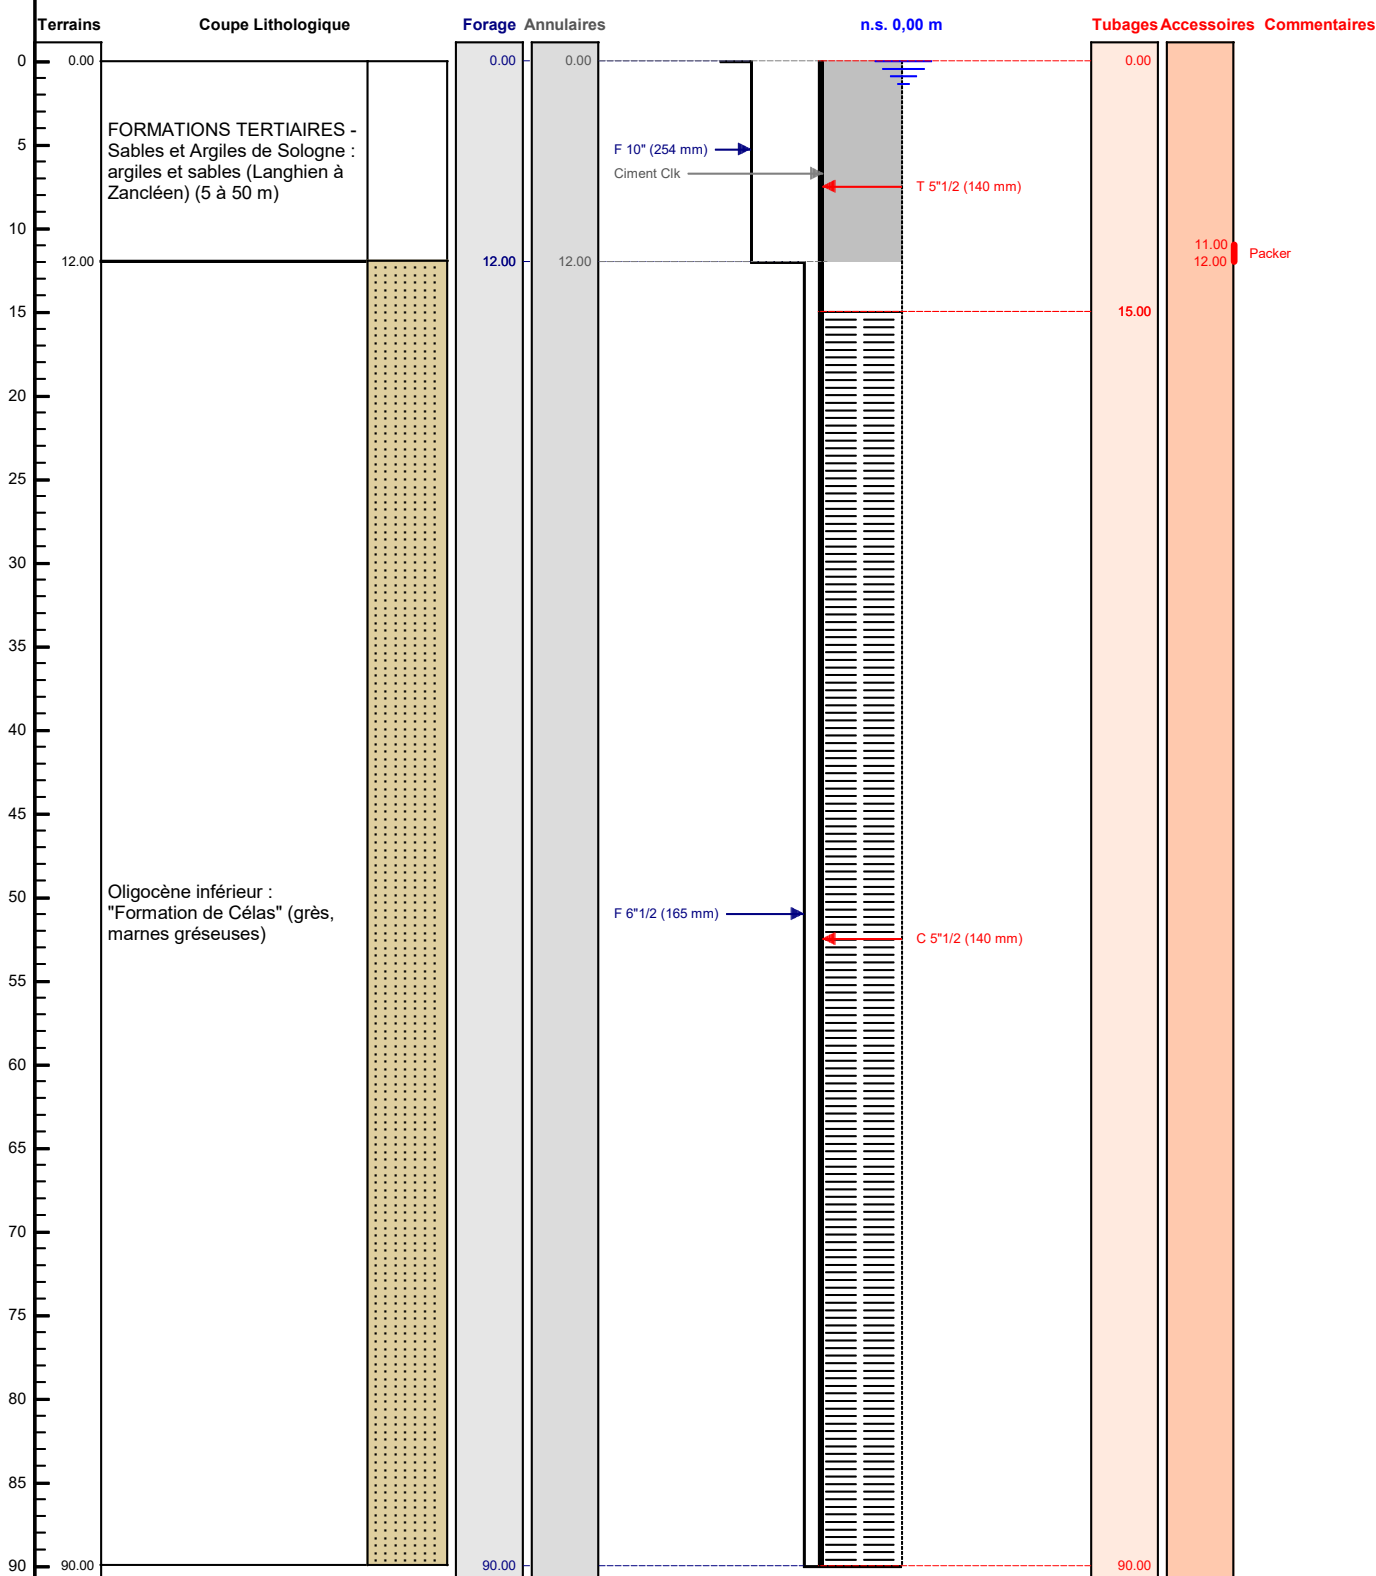 Terrains Coupe Lithologique Forage Annulaires n.s. 0,00 m Tubages Accessoires Commentaires
0 0.00 0.00 0.00 0.00
FORMATIONS TERTIAIRES -
Sables et Argiles de Sologne :
argiles et sables (Langhien à
Zancléen) (5 à 50 m)
5
F 10" (254 mm)
Ciment Clk
T 5"1/2 (140 mm)
10
11.00
12.00 12.00 12.00 12.00
Packer
15 15.00
20
25
30
35
40
45
50
Oligocène inférieur :
"Formation de Célas" (grès,
marnes gréseuses)
F 6"1/2 (165 mm)
C 5"1/2 (140 mm)
55
60
65
70
75
80
85
90 90.00 90.00 90.00